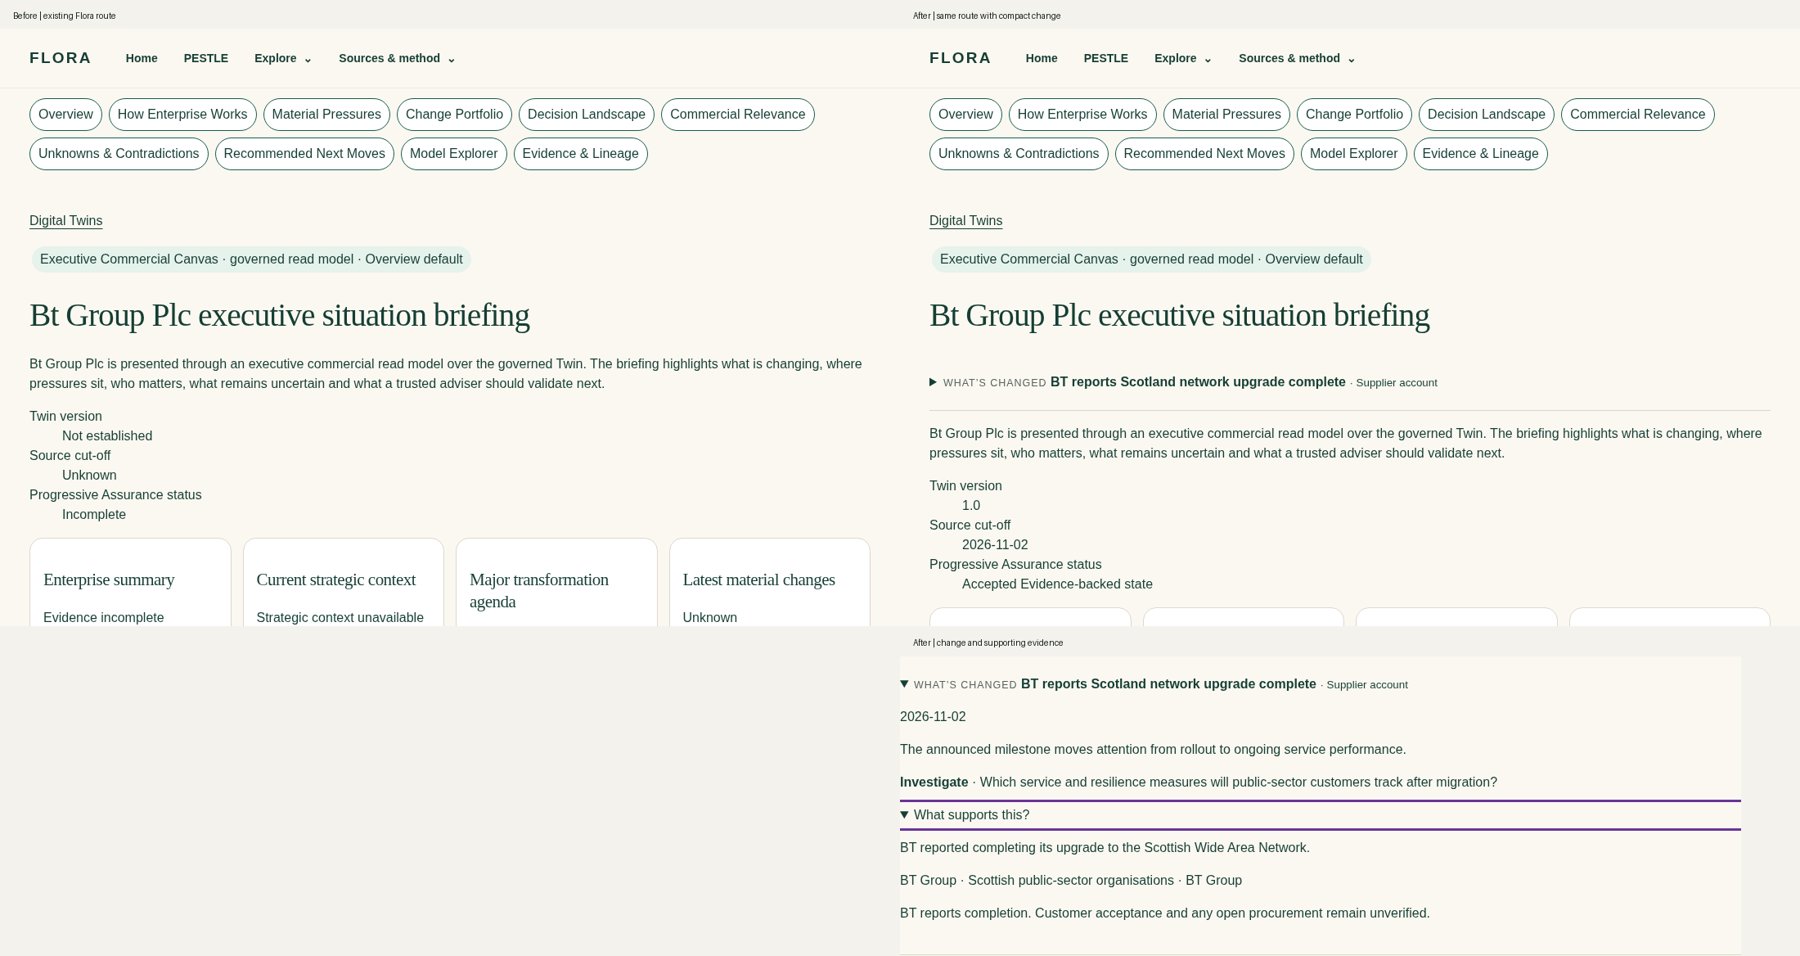 Before | existing Flora route
FLORA Home PESTLE Explore Sources & method
Overview How Enterprise Works Material Pressures Change Portfolio Decision Landscape Commercial Relevance
Unknowns & Contradictions Recommended Next Moves Model Explorer Evidence & Lineage
Digital Twins
Executive Commercial Canvas · governed read model · Overview default
Bt Group Plc executive situation briefing
Bt Group Plc is presented through an executive commercial read model over the governed Twin. The briefing highlights what is changing, where
pressures sit, who matters, what remains uncertain and what a trusted adviser should validate next.
Twin version
Not established
Source cut-off
Unknown
Progressive Assurance status
Incomplete
Enterprise summary
Evidence incomplete
Current strategic context
Strategic context unavailable
Major transformation
agenda
Latest material changes
Unknown
After | same route with compact change
FLORA Home PESTLE Explore Sources & method
Overview How Enterprise Works Material Pressures Change Portfolio Decision Landscape Commercial Relevance
Unknowns & Contradictions Recommended Next Moves Model Explorer Evidence & Lineage
Digital Twins
Executive Commercial Canvas · governed read model · Overview default
Bt Group Plc executive situation briefing
WHAT'S CHANGED BT reports Scotland network upgrade complete · Supplier account
Bt Group Plc is presented through an executive commercial read model over the governed Twin. The briefing highlights what is changing, where
pressures sit, who matters, what remains uncertain and what a trusted adviser should validate next.
Twin version
1.0
Source cut-off
2026-11-02
Progressive Assurance status
Accepted Evidence-backed state
After | change and supporting evidence
WHAT'S CHANGED BT reports Scotland network upgrade complete · Supplier account
2026-11-02
The announced milestone moves attention from rollout to ongoing service performance.
Investigate · Which service and resilience measures will public-sector customers track after migration?
What supports this?
BT reported completing its upgrade to the Scottish Wide Area Network.
BT Group · Scottish public-sector organisations · BT Group
BT reports completion. Customer acceptance and any open procurement remain unverified.